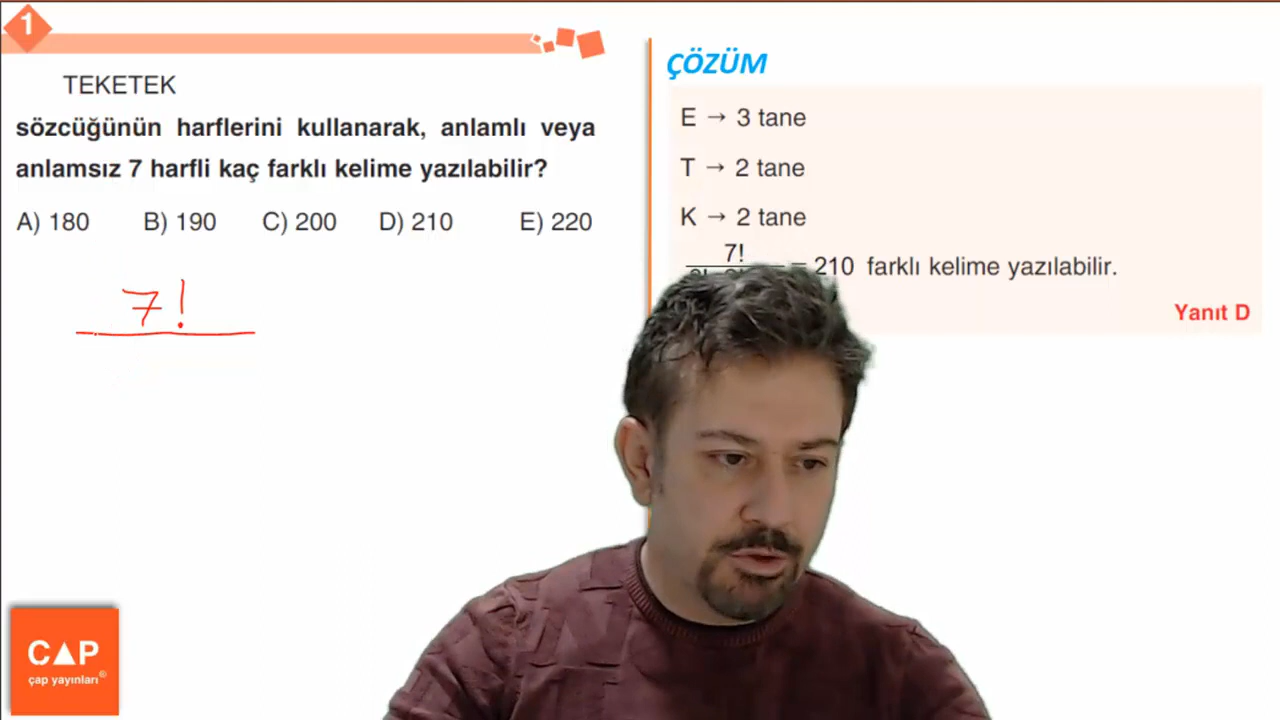 1
TEKETEK
sözcüğünün harflerini kullanarak, anlamlı veya
anlamsız 7 harfli kaç farklı kelime yazılabilir?
A) 180 B) 190 C) 200 D) 210 E) 220
7!
ÇÖZÜM
E → 3 tane
T → 2 tane
K → 2 tane
7!
= 210 farklı kelime yazılabilir.
Yanıt D
CAP
çap yayınları®